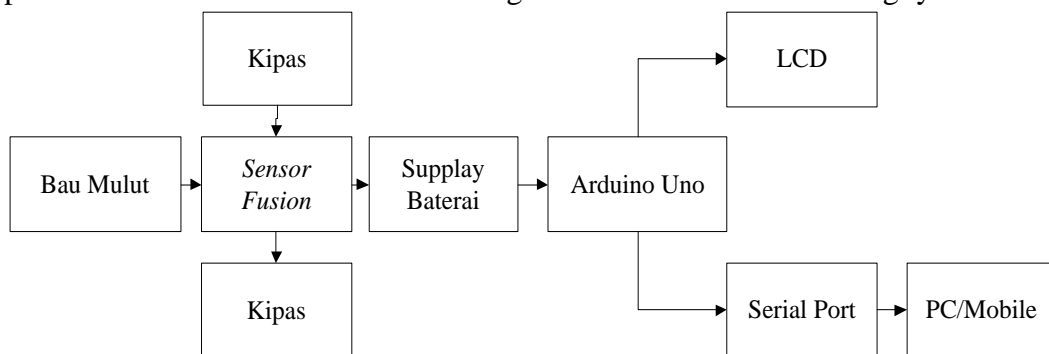 Kipas
LCD
Bau Mulut
Sensor
Fusion
Supplay
Baterai
Arduino Uno
Kipas
Serial Port
PC/Mobile